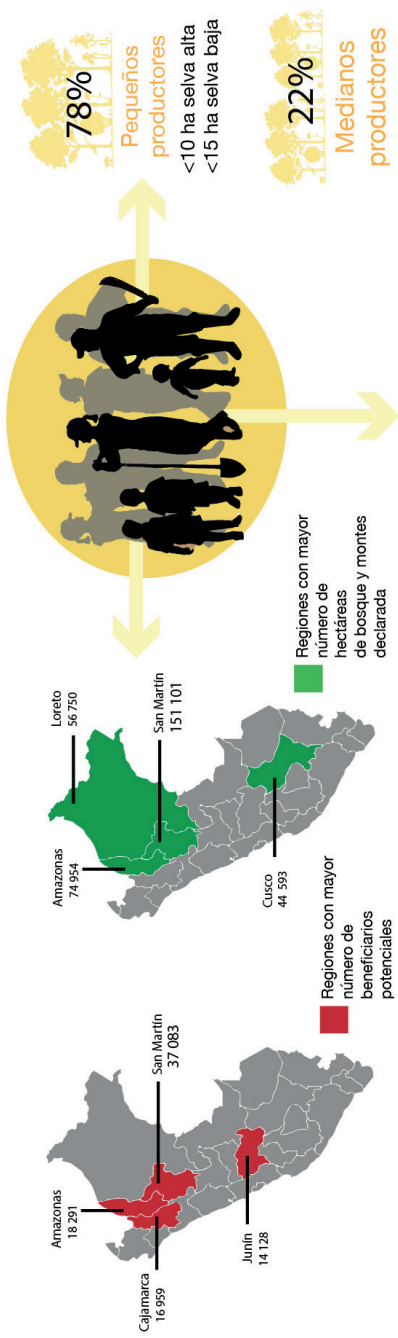 Amazonas
18 291
San Martín
37 083
Cajamarca
16 959
Junín
14 128
Regiones con mayor
número de
beneficiarios
potenciales
Loreto
56 750
Amazonas
74 954
San Martín
151 101
Cusco
44 593
Regiones con mayor
número de
hectáreas
de bosque y montes
declarada
78%
Pequeños
productores
<10 ha selva alta
<15 ha selva baja
22%
Medianos
productores